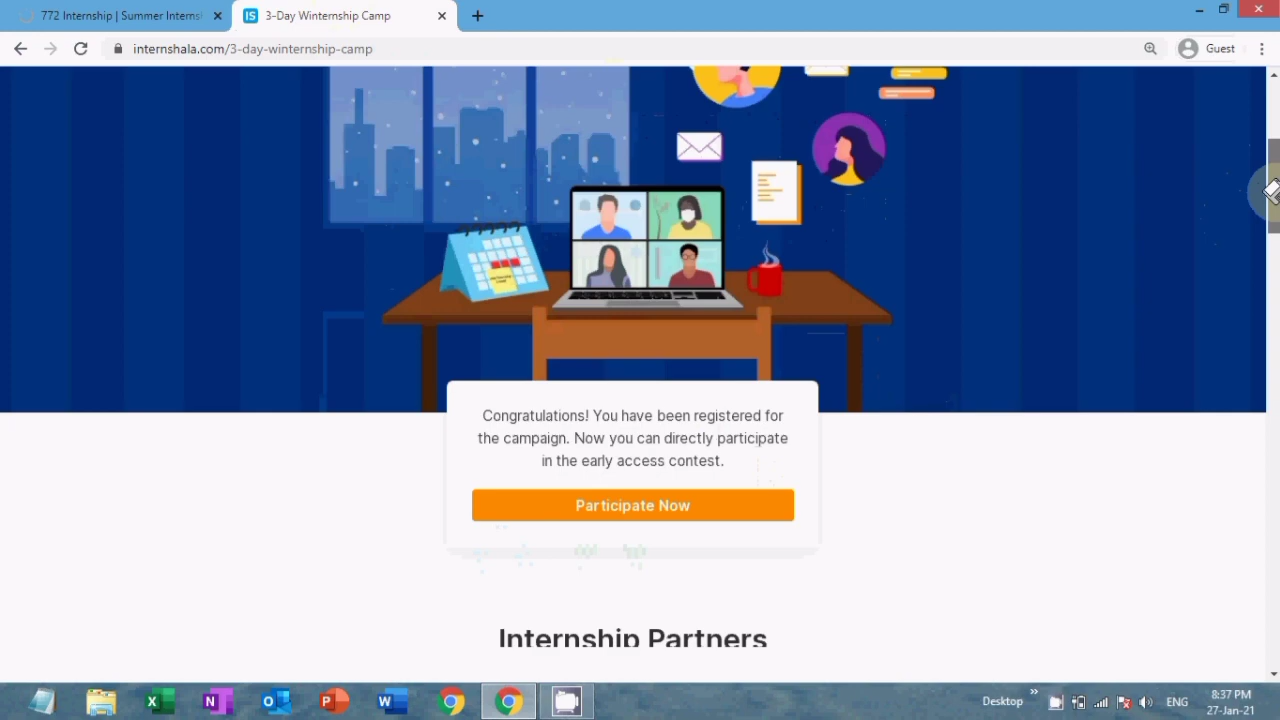 772 Internship | Summer Interns
3-Day Winternship Camp
internshala.com/3-day-winternship-camp
Guest
Congratulations! You have been registered for
the campaign. Now you can directly participate
in the early access contest.
Participate Now
Internship Partners
Desktop
ENG
8:37 PM
27-Jan-21